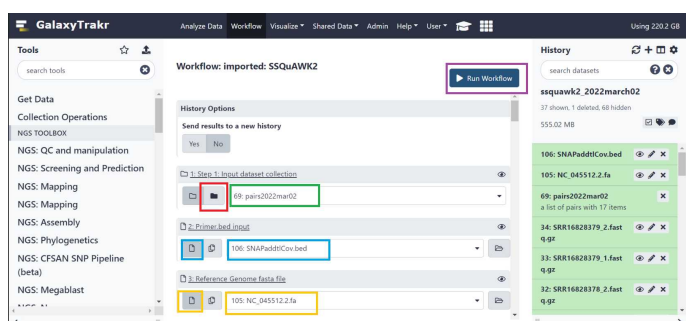 GalaxyTrakr
Analyze Data Workflow Visualize Shared Data Admin Help User
Using 220.2 GB
Tools
search tools
Get Data
Collection Operations
NGS TOOLBOX
NGS: QC and manipulation
NGS: Screening and Prediction
NGS: Mapping
NGS: Mapping
NGS: Assembly
NGS: Phylogenetics
NGS: CFSAN SNP Pipeline
(beta)
NGS: Megablast
Workflow: imported: SSQuAWK2
Run Workflow
History Options
Send results to a new history
Yes No
1: Step 1: Input dataset collection
69: pairs2022mar02
2: Primer.bed input
106: SNAPaddtlCov.bed
3: Reference Genome fasta file
105: NC_045512.2.fa
History
search datasets
ssquawk2_2022march02
37 shown, 1 deleted, 68 hidden
555.02 MB
106: SNAPaddtlCov.bed
105: NC_045512.2.fa
69: pairs2022mar02
a list of pairs with 17 items
34: SRR16828379_2.fast
q.gz
33: SRR16828379_1.fast
q.gz
32: SRR16828378_2.fast
q.gz